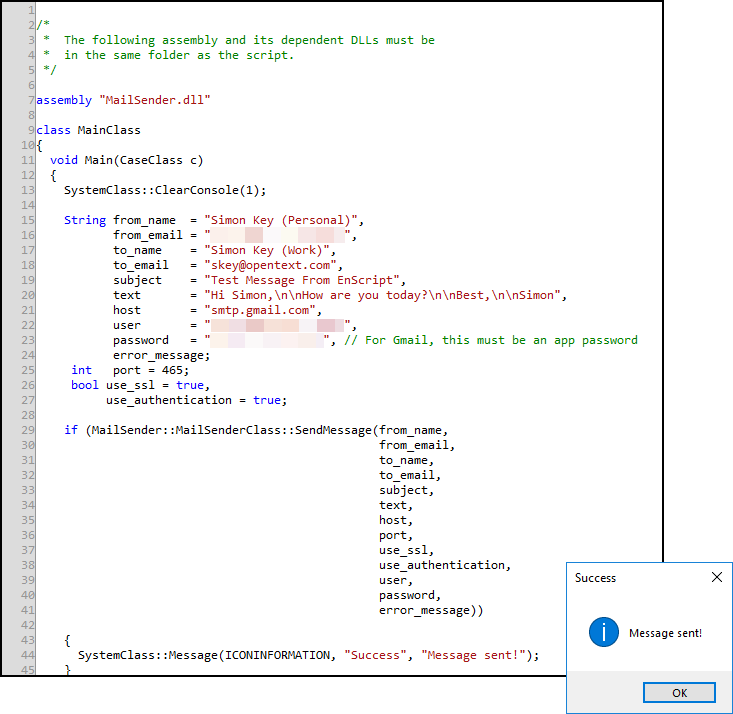 1
2 /*
3  *  The following assembly and its dependent DLLs must be
4  *  in the same folder as the script.
5  */
6
7 assembly "MailSender.dll"
8
9 class MainClass
10 {
11   void Main(CaseClass c)
12   {
13     SystemClass::ClearConsole(1);
14
15     String from_name  = "Simon Key (Personal)",
16            from_email = "",
17            to_name    = "Simon Key (Work)",
18            to_email   = "skey@opentext.com",
19            subject    = "Test Message From EnScript",
20            text       = "Hi Simon,\n\nHow are you today?\n\nBest,\n\nSimon",
21            host       = "smtp.gmail.com",
22            user       = "",
23            password   = "", // For Gmail, this must be an app password
24            error_message;
25      int   port = 465;
26      bool use_ssl = true,
27           use_authentication = true;
28
29     if (MailSender::MailSenderClass::SendMessage(from_name,
30                                                  from_email,
31                                                  to_name,
32                                                  to_email,
33                                                  subject,
34                                                  text,
35                                                  host,
36                                                  port,
37                                                  use_ssl,
38                                                  use_authentication,
39                                                  user,
40                                                  password,
41                                                  error_message))
42
43     {
44       SystemClass::Message(ICONINFORMATION, "Success", "Message sent!");
45     }
Success
Message sent!
OK